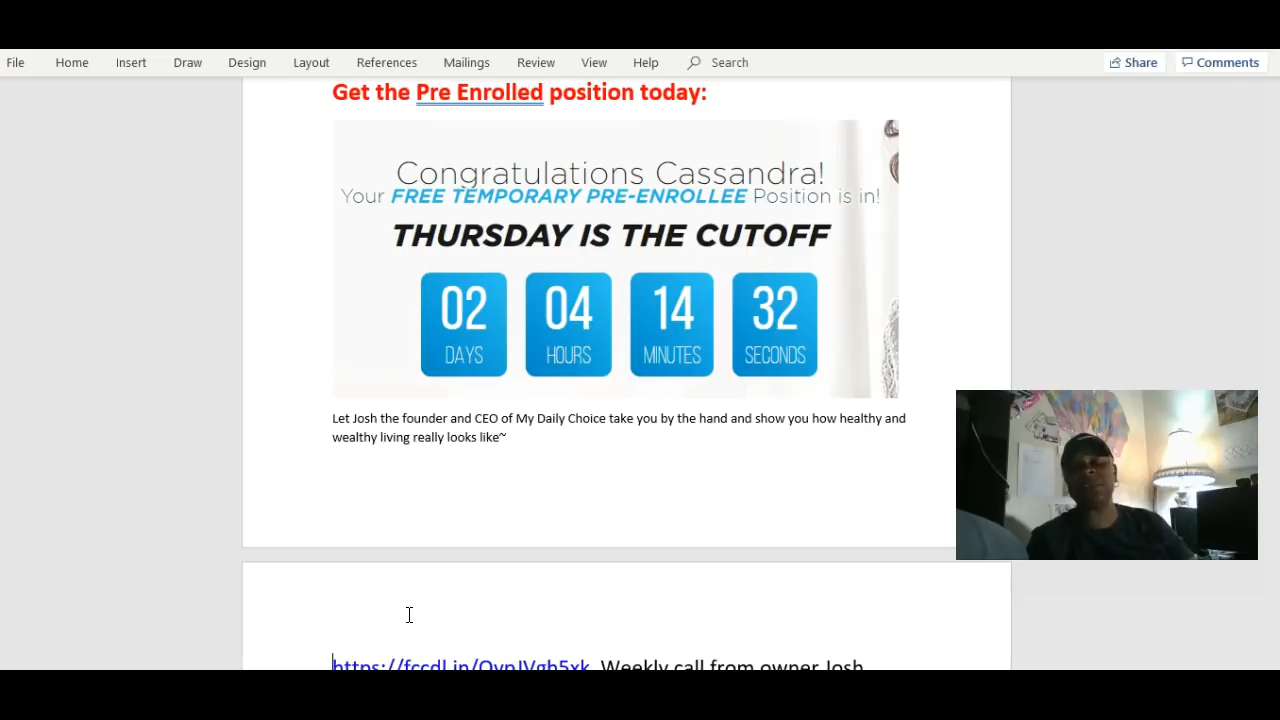 File Home Insert Draw Design Layout References Mailings Review View Help Search Share Comments
Get the Pre Enrolled position today:
Congratulations Cassandra!
Your FREE TEMPORARY PRE-ENROLLEE Position is in!
THURSDAY IS THE CUTOFF
02 04 14 32
DAYS HOURS MINUTES SECONDS
Let Josh the founder and CEO of My Daily Choice take you by the hand and show you how healthy and
wealthy living really looks like~
Weekly call from owner Josh